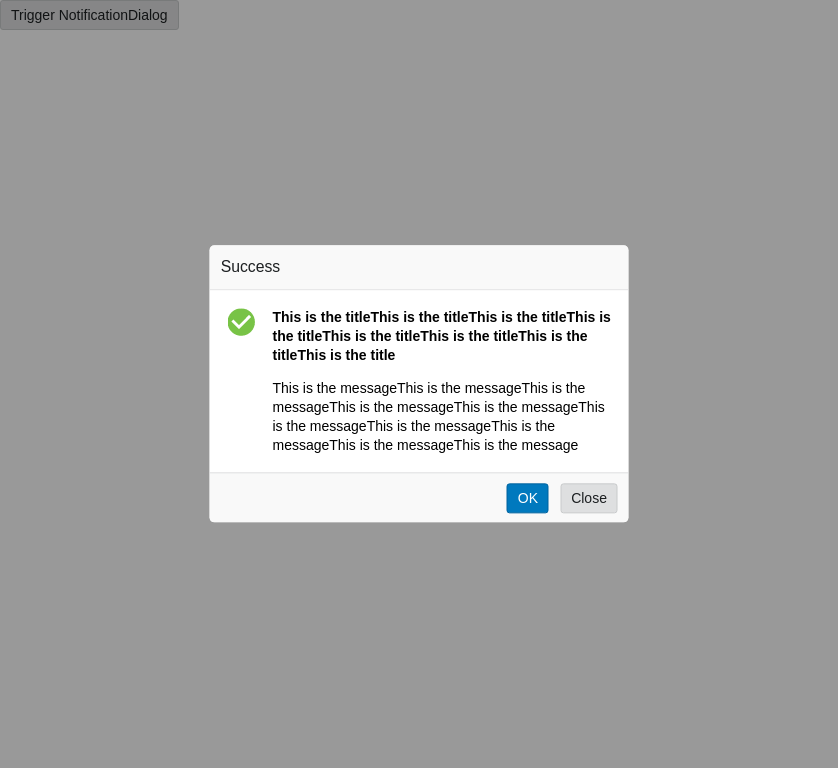 Trigger NotificationDialog
Success
This is the titleThis is the titleThis is the titleThis is
the titleThis is the titleThis is the titleThis is the
titleThis is the title
This is the messageThis is the messageThis is the
messageThis is the messageThis is the messageThis
is the messageThis is the messageThis is the
messageThis is the messageThis is the message
OK
Close